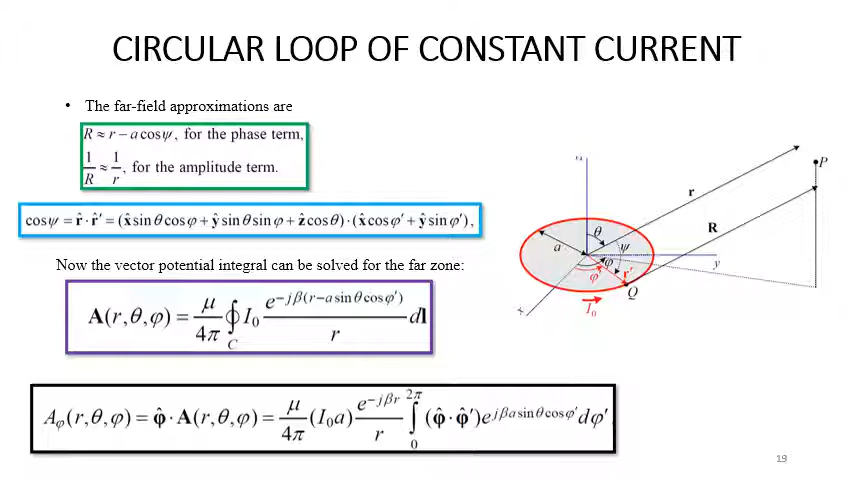 CIRCULAR LOOP OF CONSTANT CURRENT
• The far-field approximations are
R ≈ r − a cosψ, for the phase term,
1/R ≈ 1/r, for the amplitude term.
cosψ = r̂ · r̂′ = (x̂ sinθ cosφ + ŷ sinθ sinφ + ẑ cosθ) · (x̂ cosφ′ + ŷ sinφ′),
Now the vector potential integral can be solved for the far zone:
A(r,θ,φ) = μ/4π ∮_C I₀ e^{−jβ(r−a sinθ cosφ′)}/r dl
A_φ(r,θ,φ) = φ̂ · A(r,θ,φ) = μ/4π (I₀a) e^{−jβr}/r ∫₀^{2π} (φ̂ · φ̂′) e^{jβa sinθ cosφ′} dφ′
P
r
R
θ
a
ψ
φ
y
φ′
r′
Q
x
I₀
19